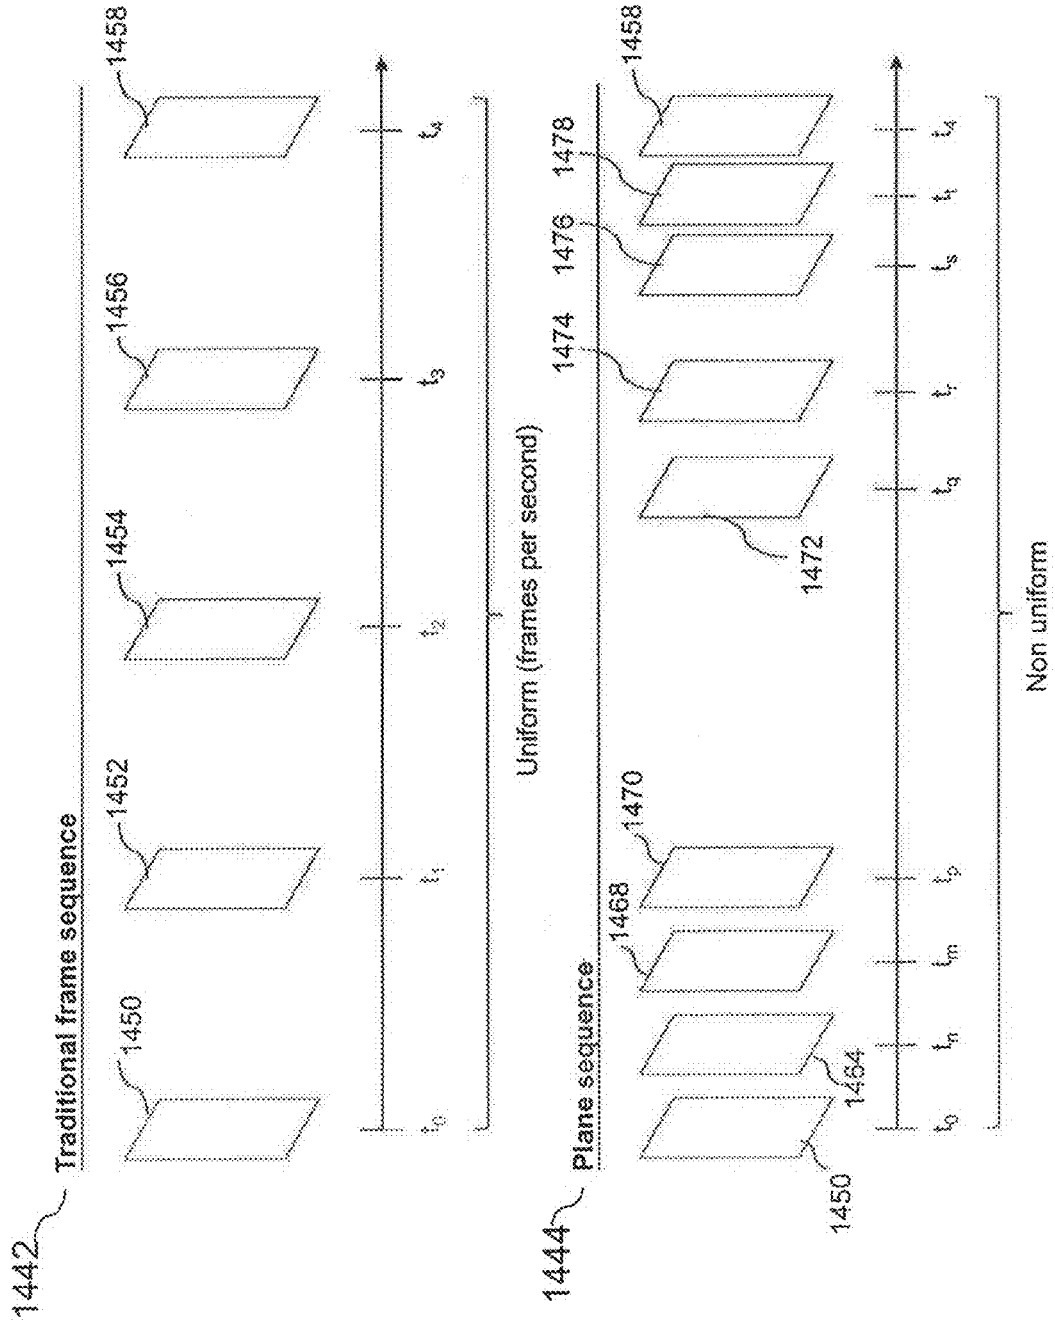 1442
Traditional frame sequence
1450
1452
1454
1456
1458
t0
t1
t2
t3
t4
Uniform (frames per second)
1444
Plane sequence
1450
1464
1468
1470
1472
1474
1476
1478
1458
t0
tn
tm
tp
tq
tr
ts
t4
Non uniform